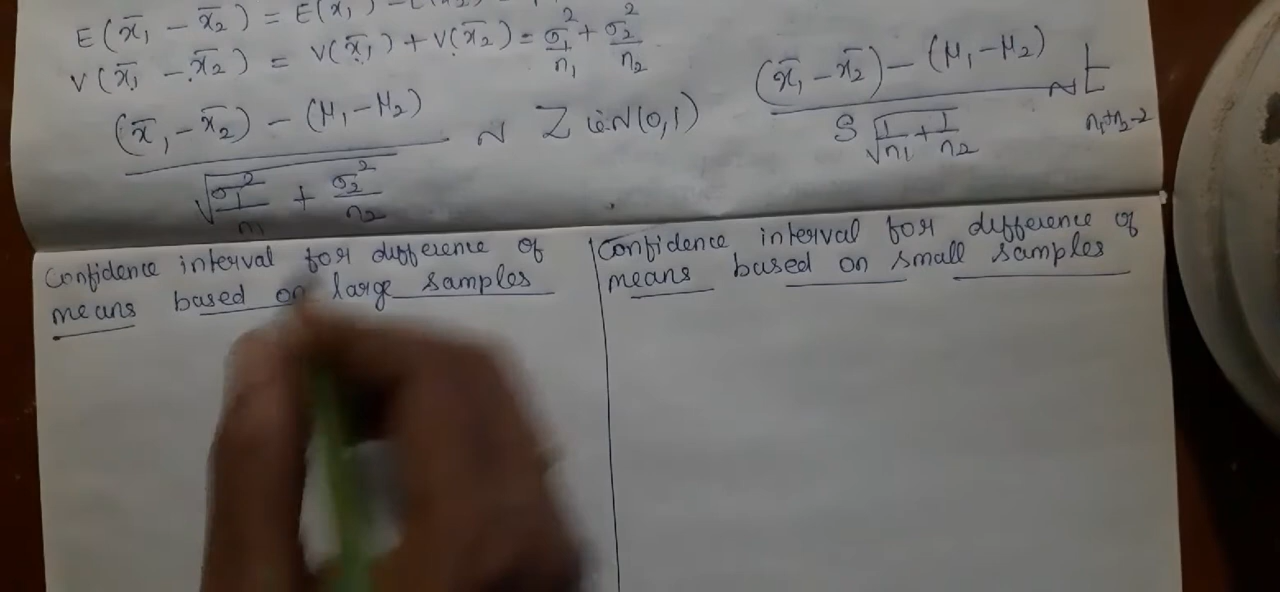 E(x̄₁ - x̄₂) = E(x̄₁) -
V(x̄₁ - x̄₂) = V(x̄₁) + V(x̄₂) = σ₁²/n₁ + σ₂²/n₂
(x̄₁ - x̄₂) - (μ₁ - μ₂) / √(σ₁²/n₁ + σ₂²/n₂) ~ Z i.e. N(0,1)
(x̄₁ - x̄₂) - (μ₁ - μ₂) / S√(1/n₁ + 1/n₂) ~ t n₁+n₂-2
Confidence interval for difference of
means based on large samples
Confidence interval for difference of
means based on small samples